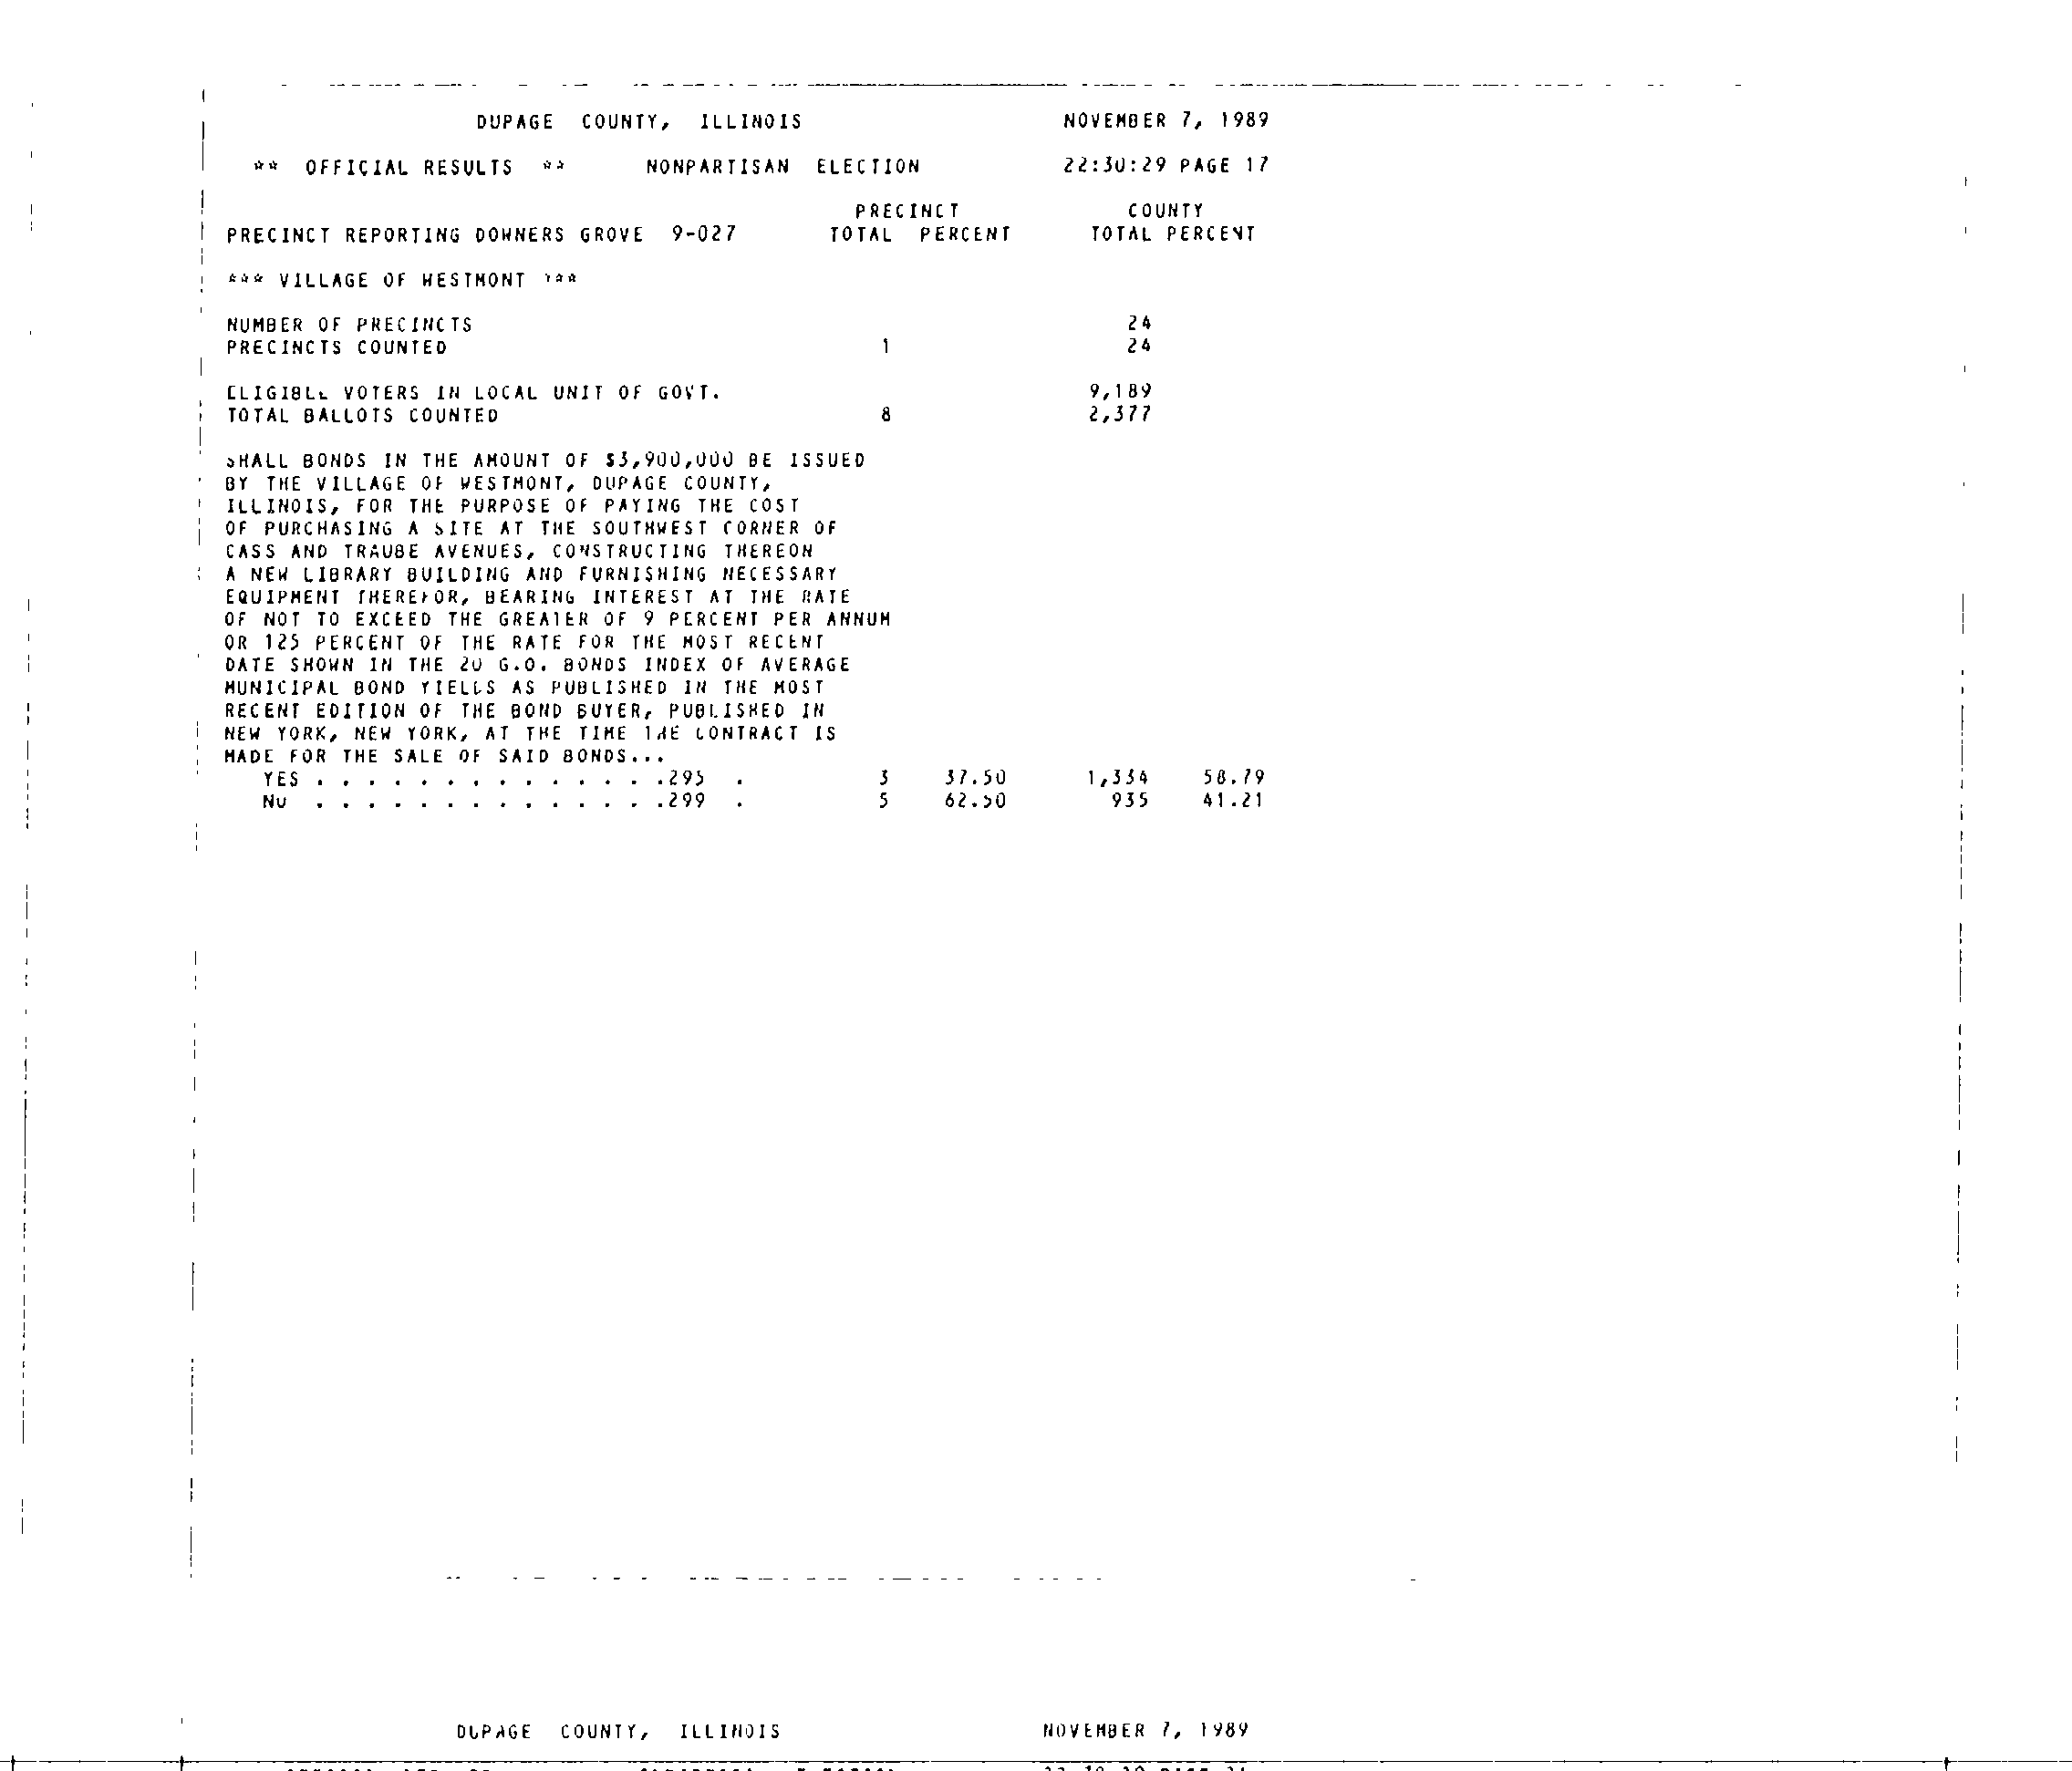 DUPAGE COUNTY, ILLINOIS NOVEMBER 7, 1989
** OFFICIAL RESULTS ** NONPARTISAN ELECTION 22:30:29 PAGE 17
PRECINCT COUNTY
PRECINCT REPORTING DOWNERS GROVE 9-027 TOTAL PERCENT TOTAL PERCENT
*** VILLAGE OF WESTMONT ***
NUMBER OF PRECINCTS 24
PRECINCTS COUNTED 1 24
ELIGIBLE VOTERS IN LOCAL UNIT OF GOVT. 9,189
TOTAL BALLOTS COUNTED 8 2,377
SHALL BONDS IN THE AMOUNT OF $3,900,000 BE ISSUED
BY THE VILLAGE OF WESTMONT, DUPAGE COUNTY,
ILLINOIS, FOR THE PURPOSE OF PAYING THE COST
OF PURCHASING A SITE AT THE SOUTHWEST CORNER OF
CASS AND TRAUBE AVENUES, CONSTRUCTING THEREON
A NEW LIBRARY BUILDING AND FURNISHING NECESSARY
EQUIPMENT THEREFOR, BEARING INTEREST AT THE RATE
OF NOT TO EXCEED THE GREATER OF 9 PERCENT PER ANNUM
OR 125 PERCENT OF THE RATE FOR THE MOST RECENT
DATE SHOWN IN THE 20 G.O. BONDS INDEX OF AVERAGE
MUNICIPAL BOND YIELDS AS PUBLISHED IN THE MOST
RECENT EDITION OF THE BOND BUYER, PUBLISHED IN
NEW YORK, NEW YORK, AT THE TIME THE CONTRACT IS
MADE FOR THE SALE OF SAID BONDS...
YES . . . . . . . . . . . . . .295 . 3 37.50 1,334 58.79
NO . . . . . . . . . . . . . .299 . 5 62.50 935 41.21
DUPAGE COUNTY, ILLINOIS NOVEMBER 7, 1989